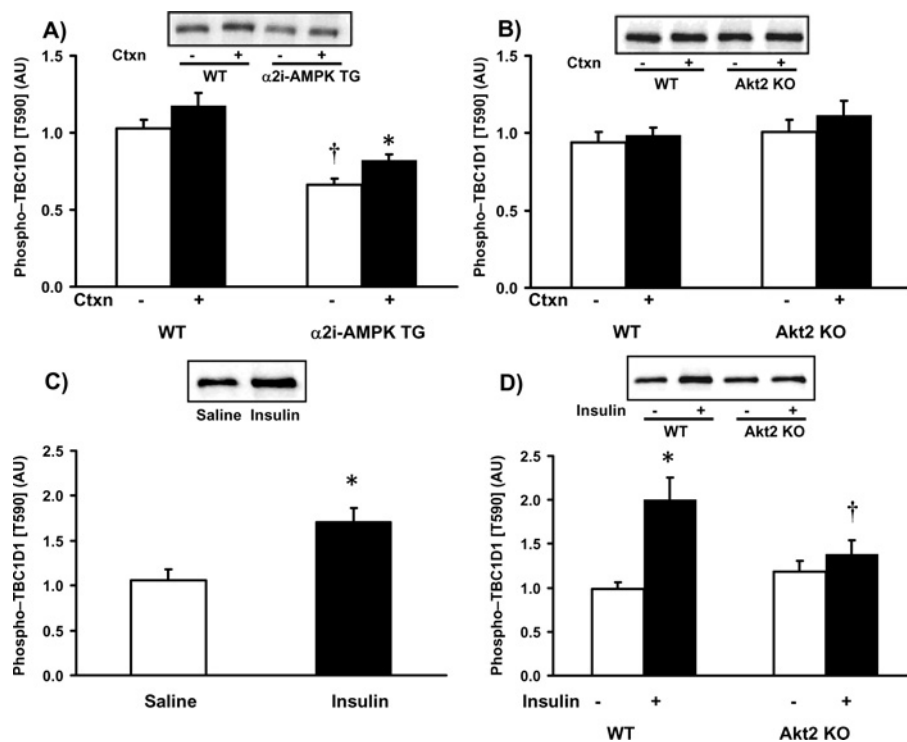 A)
Ctxn - + - +
WT α2i-AMPK TG
Phospho–TBC1D1 [T590] (AU)
1.5
1.0
0.5
0.0
†
*
Ctxn - + - +
WT α2i-AMPK TG
B)
Ctxn - + - +
WT Akt2 KO
Phospho–TBC1D1 [T590] (AU)
1.5
1.0
0.5
0.0
Ctxn - + - +
WT Akt2 KO
C)
Saline Insulin
Phospho–TBC1D1 [T590] (AU)
2.5
2.0
1.5
1.0
0.5
0.0
*
Saline Insulin
D)
Insulin - + - +
WT Akt2 KO
Phospho–TBC1D1 [T590] (AU)
2.5
2.0
1.5
1.0
0.5
0.0
*
†
Insulin - + - +
WT Akt2 KO